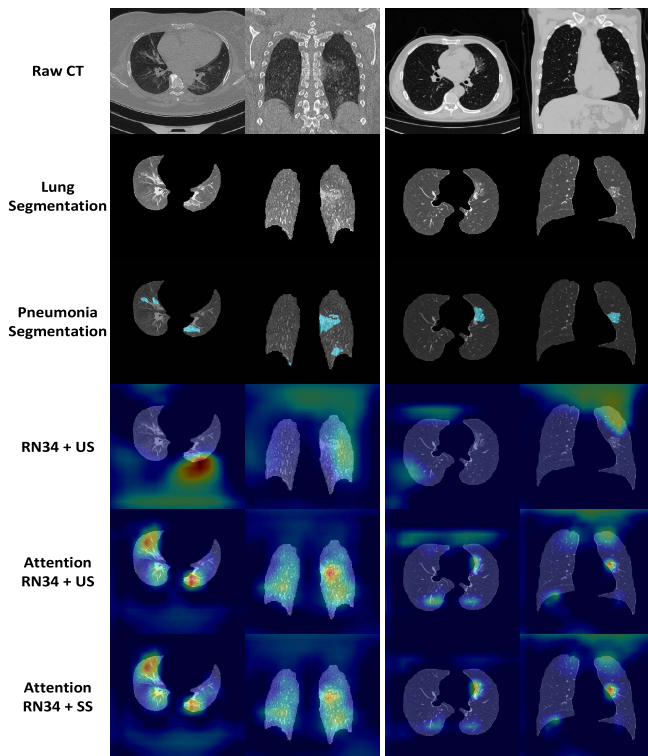 Raw CT
Lung
Segmentation
Pneumonia
Segmentation
RN34 + US
Attention
RN34 + US
Attention
RN34 + SS